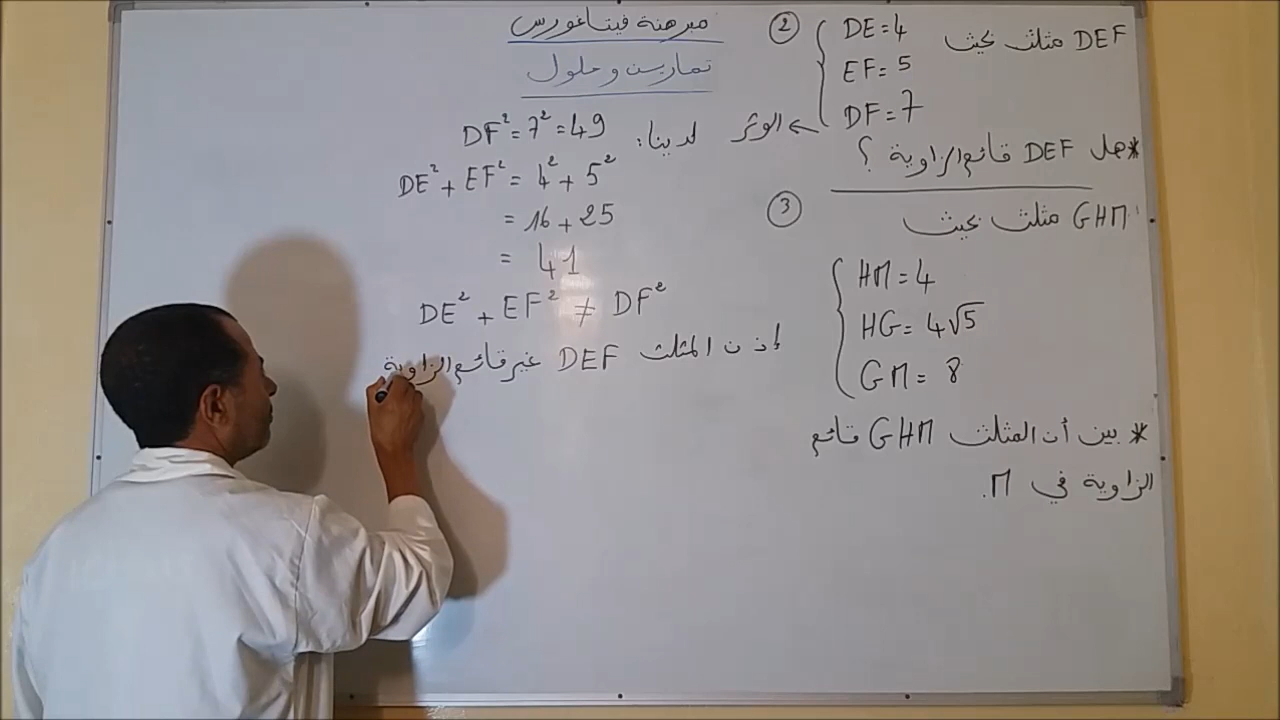 مبرهنة فيتاغورس
تمارين وحلول
② DEF مثلث بحيث
DE=4
EF=5
DF=7 ← الوثر
* هل DEF قائم الزاوية ؟
لدينا: DF²=7²=49
DE²+EF²=4²+5²
=16+25
=41
DE²+EF²≠DF²
إذن المثلث DEF غير قائم الزاوية
③ GHM مثلث بحيث
HM=4
HG=4√5
GM=8
* بين أن المثلث GHM قائم
الزاوية في M.